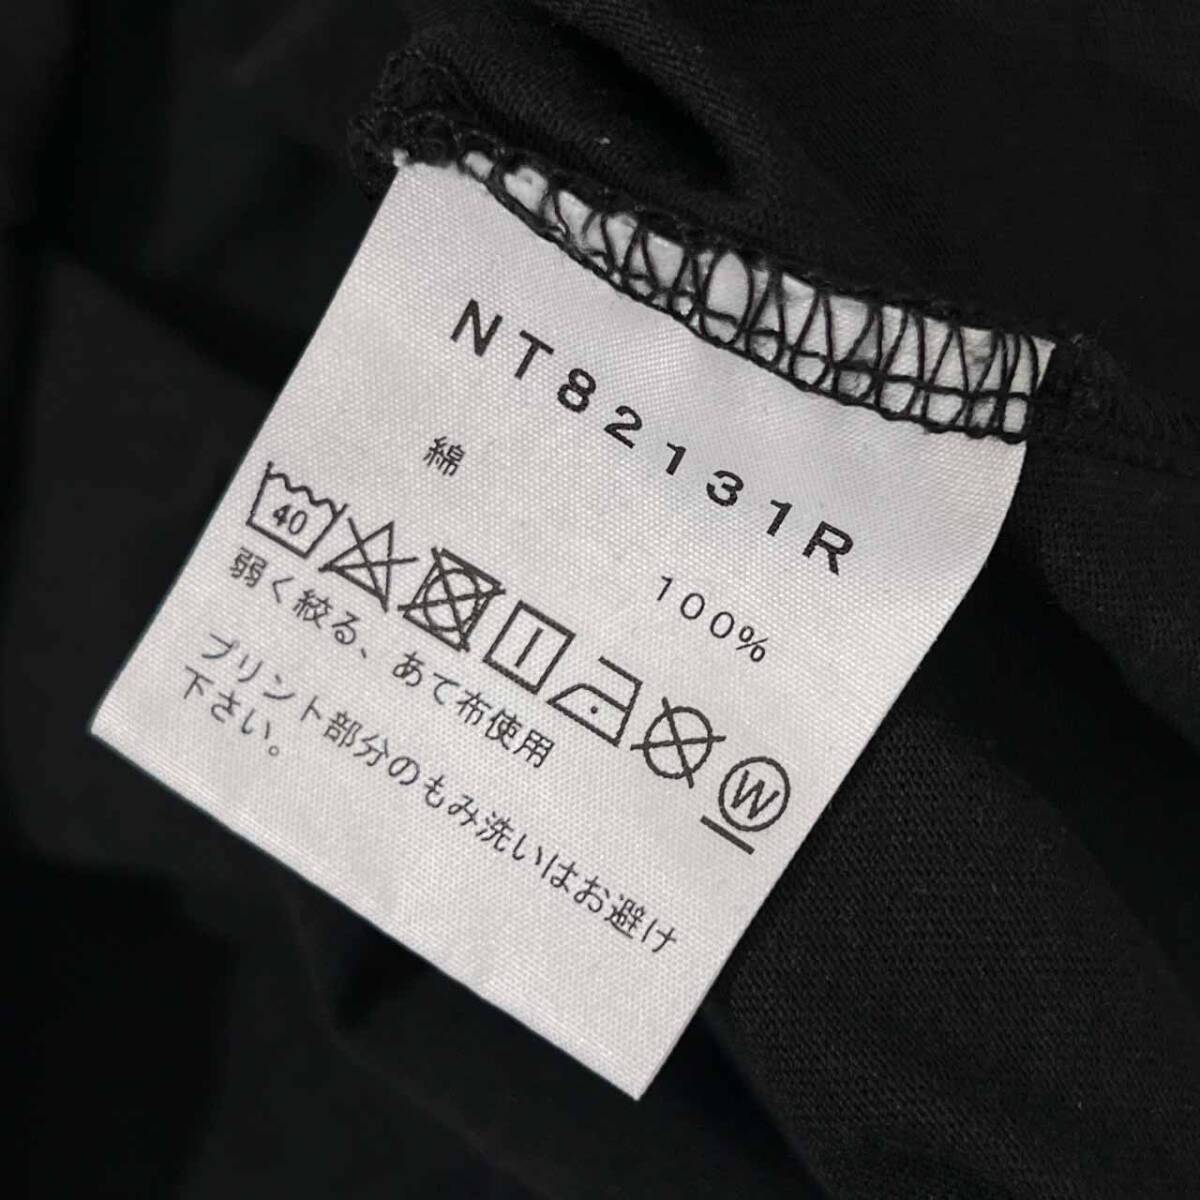 NT82131R
綿 100%
40 W
弱く絞る、あて布使用
プリント部分のもみ洗いはお避け
下さい。